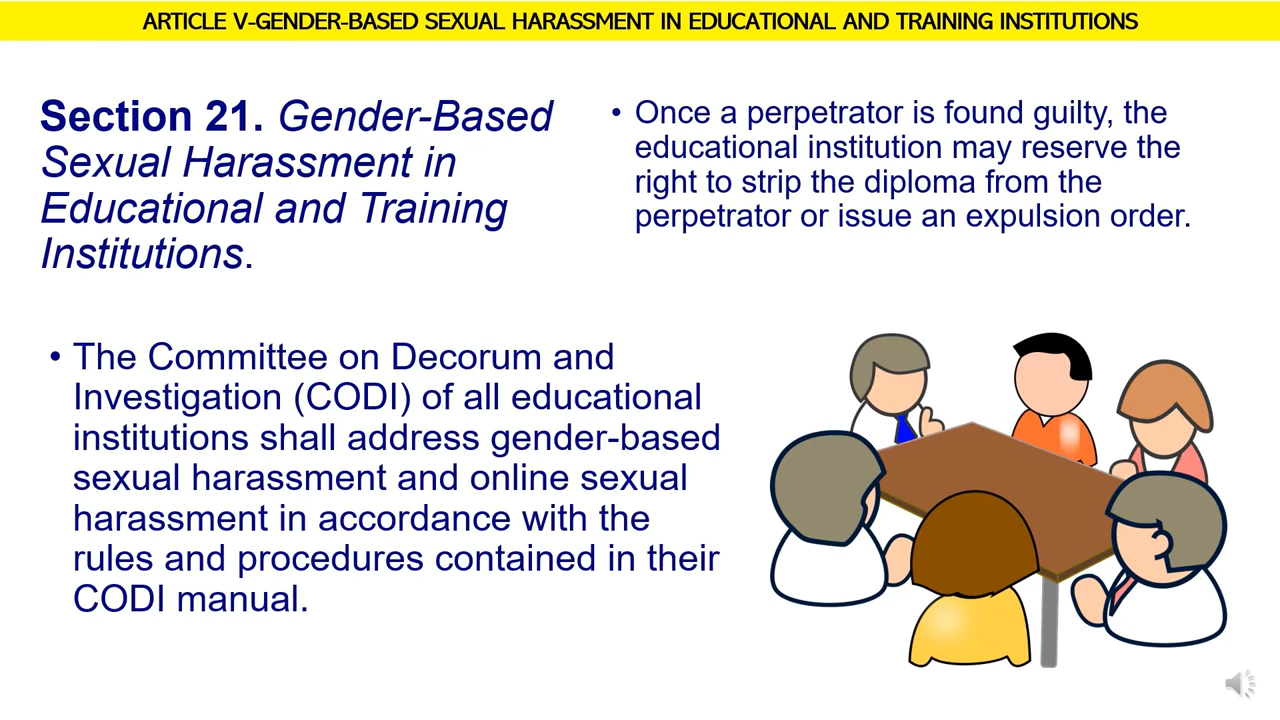 ARTICLE V-GENDER-BASED SEXUAL HARASSMENT IN EDUCATIONAL AND TRAINING INSTITUTIONS
Section 21. Gender-Based
Sexual Harassment in
Educational and Training
Institutions.
• The Committee on Decorum and
Investigation (CODI) of all educational
institutions shall address gender-based
sexual harassment and online sexual
harassment in accordance with the
rules and procedures contained in their
CODI manual.
• Once a perpetrator is found guilty, the
educational institution may reserve the
right to strip the diploma from the
perpetrator or issue an expulsion order.